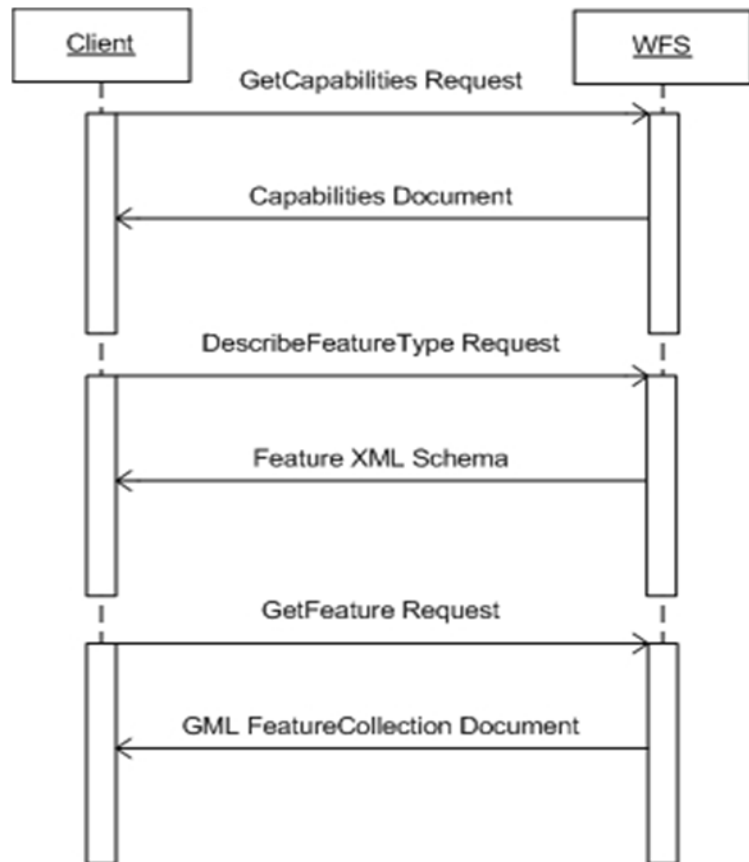 Client
WFS
GetCapabilities Request
Capabilities Document
DescribeFeatureType Request
Feature XML Schema
GetFeature Request
GML FeatureCollection Document